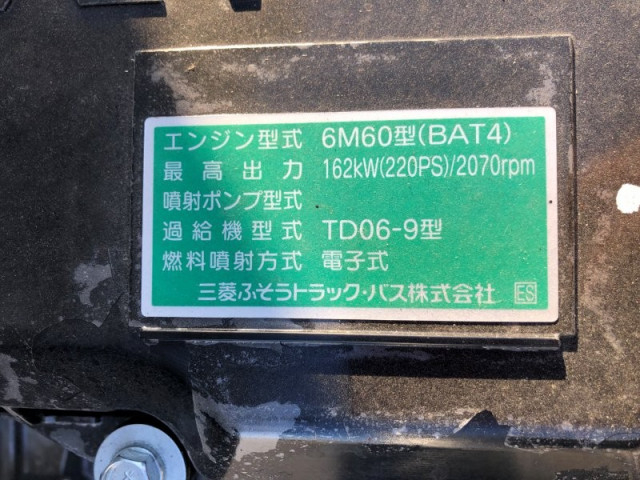 エンジン型式 6M60型(BAT4)
最高出力 162kW(220PS)/2070rpm
噴射ポンプ型式
過給機型式 TD06-9型
燃料噴射方式 電子式
三菱ふそうトラック・バス株式会社 ES